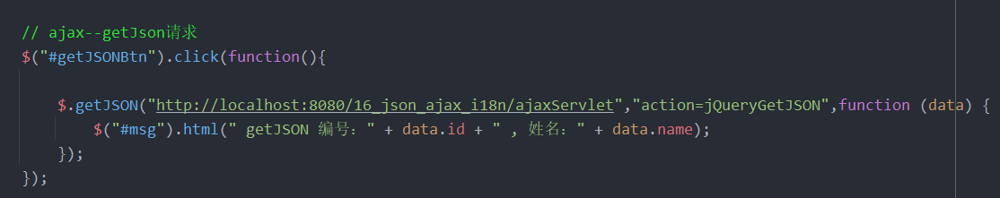 // ajax--getJson请求
$("#getJSONBtn").click(function(){
$.getJSON("http://localhost:8080/16_json_ajax_i18n/ajaxServlet","action=jQueryGetJSON",function (data) {
$("#msg").html(" getJSON 编号：" + data.id + " , 姓名：" + data.name);
});
});